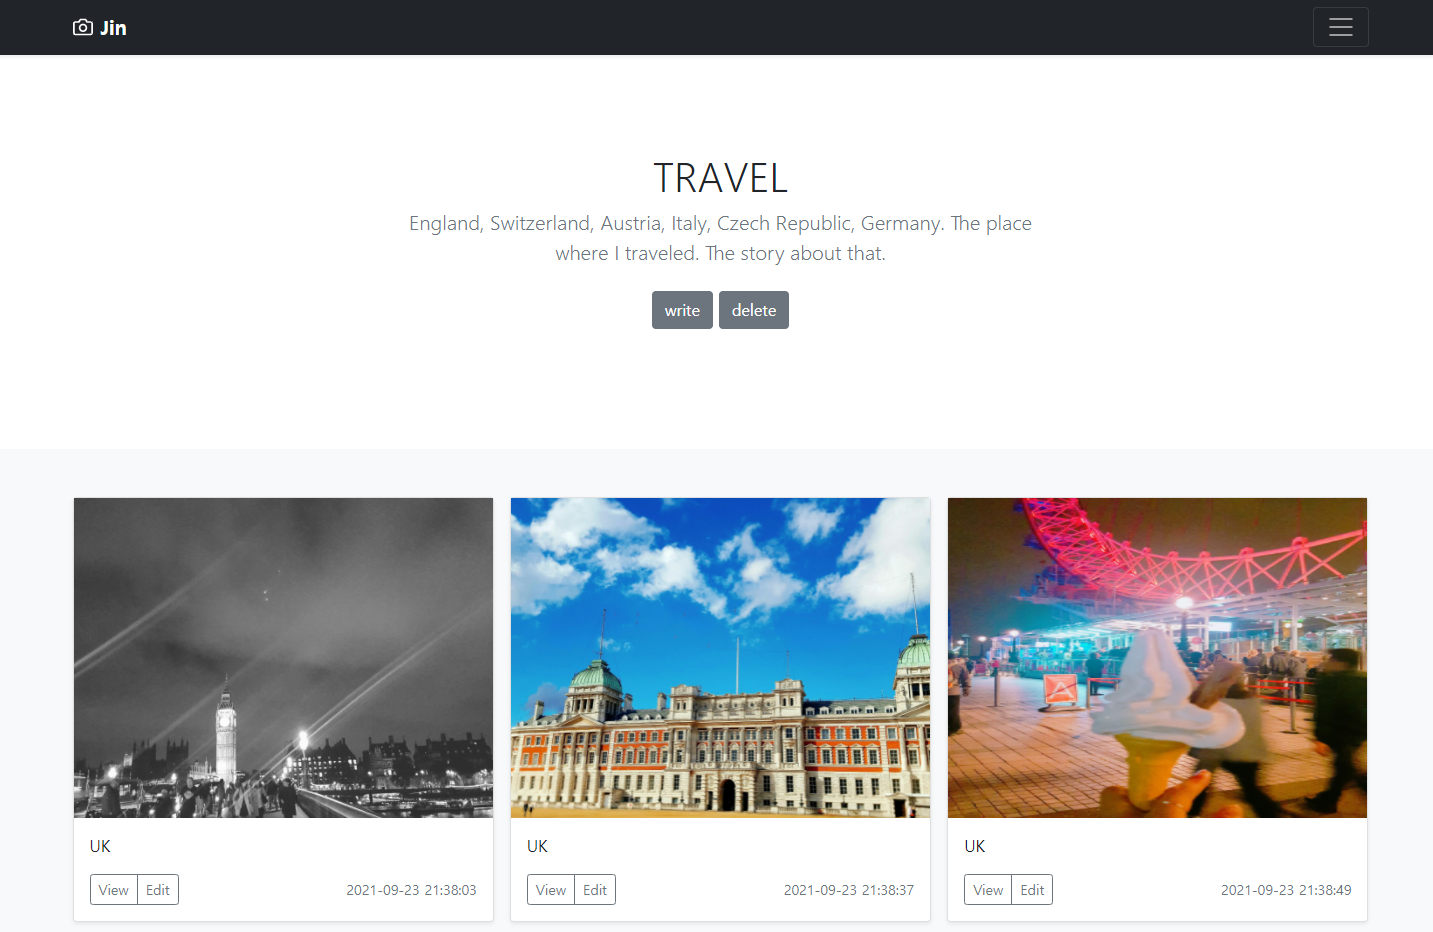 Jin
TRAVEL
England, Switzerland, Austria, Italy, Czech Republic, Germany. The place
where I traveled. The story about that.
write delete
UK
View Edit 2021-09-23 21:38:03
UK
View Edit 2021-09-23 21:38:37
UK
View Edit 2021-09-23 21:38:49